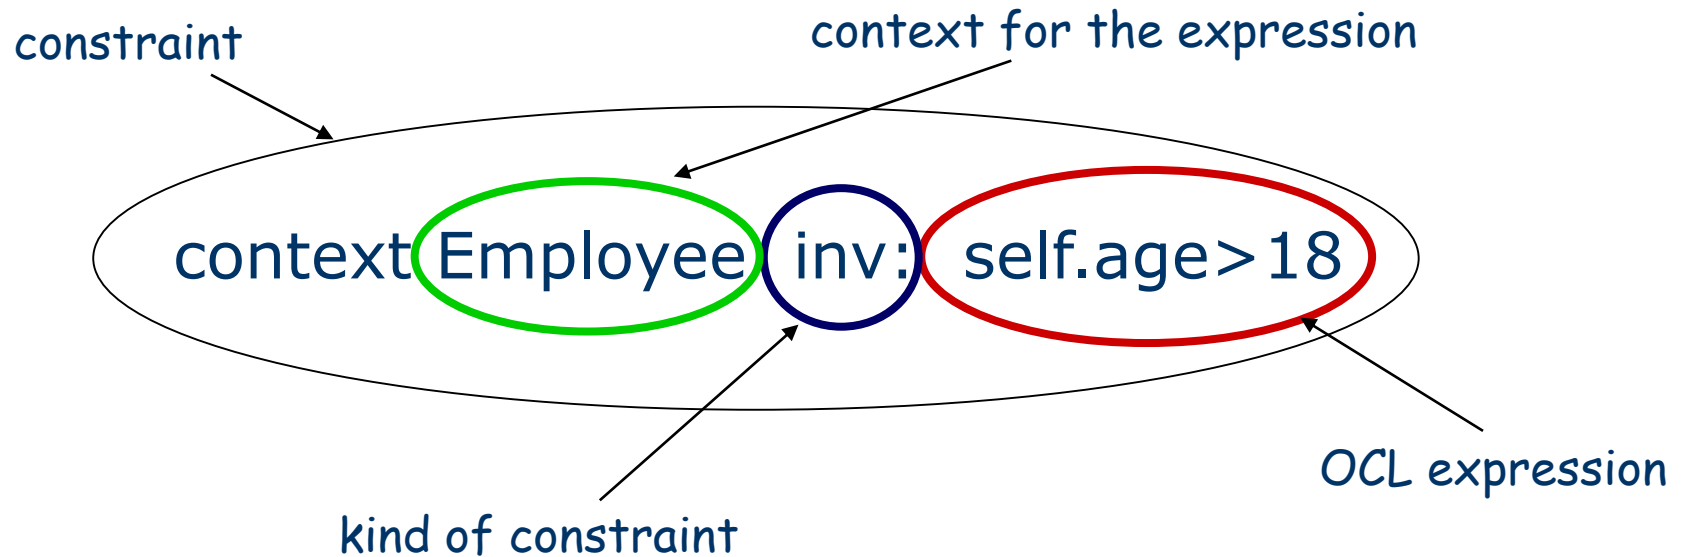 constraint
context for the expression
context Employee inv: self.age>18
OCL expression
kind of constraint